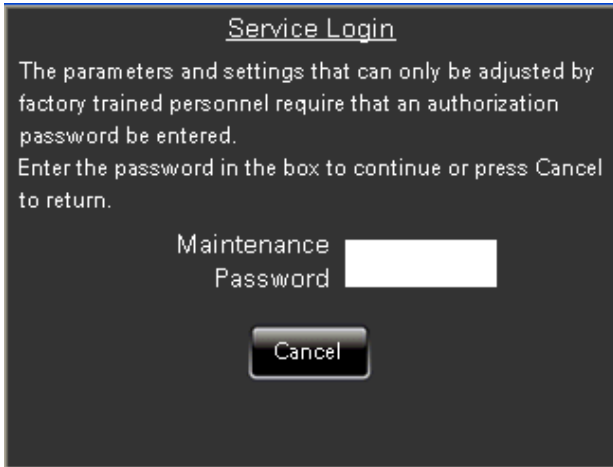 Service Login
The parameters and settings that can only be adjusted by
factory trained personnel require that an authorization
password be entered.
Enter the password in the box to continue or press Cancel
to return.
Maintenance
Password
Cancel